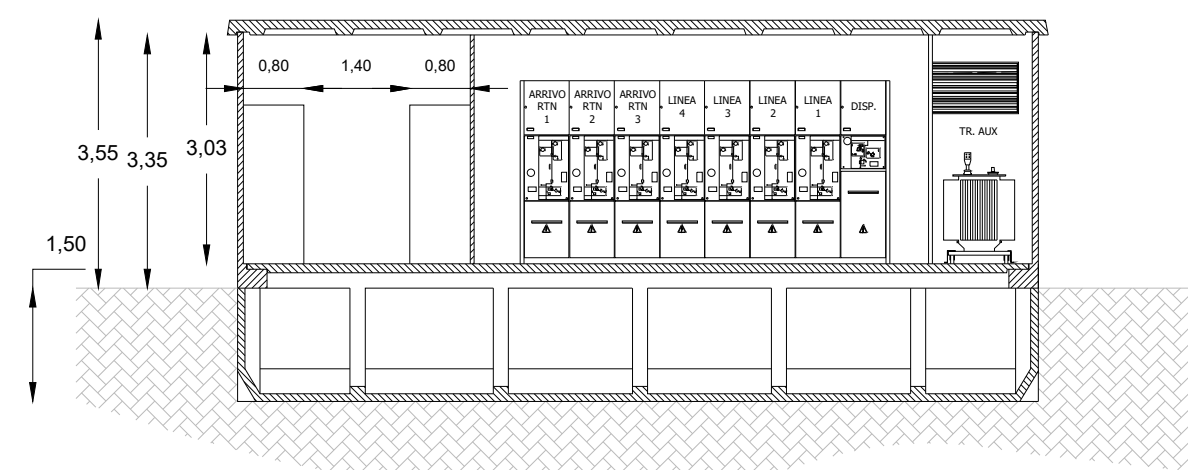 0,80
1,40
0,80
3,55
3,35
3,03
1,50
ARRIVO
RTN
1
ARRIVO
RTN
2
ARRIVO
RTN
3
LINEA
4
LINEA
3
LINEA
2
LINEA
1
DISP.
TR. AUX